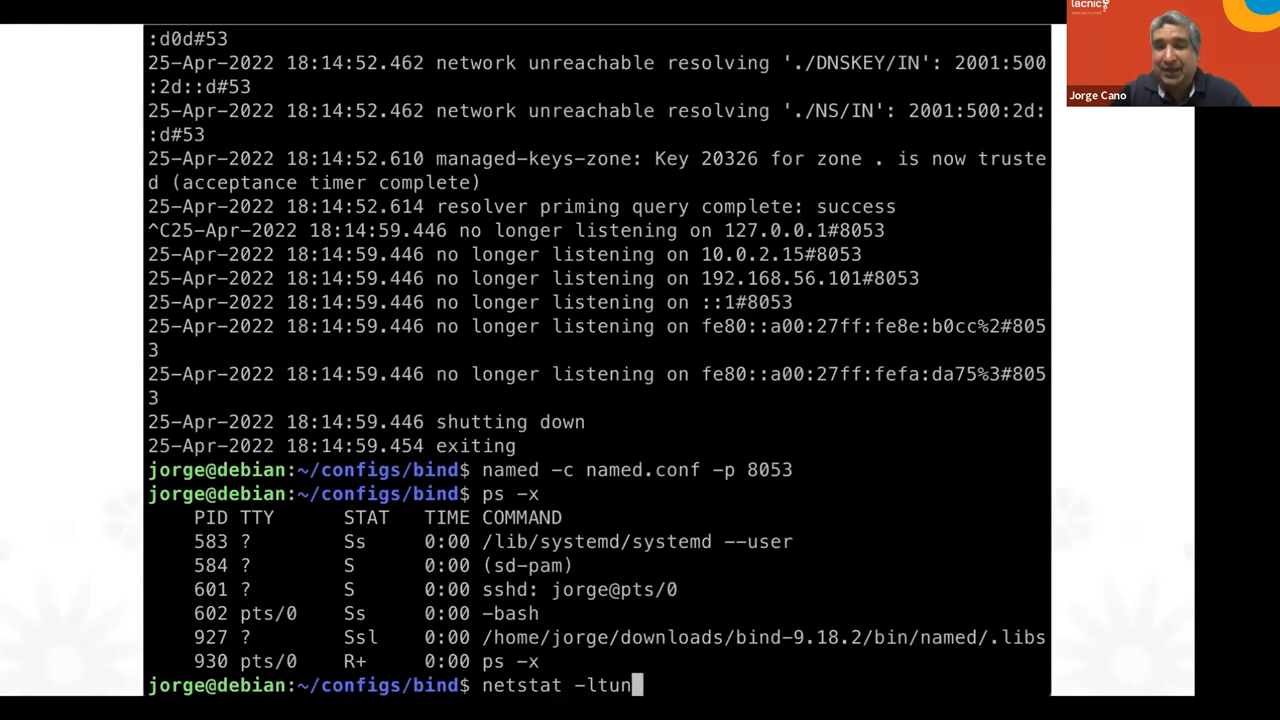 lacnic
Jorge Cano
:d0d#53
25-Apr-2022 18:14:52.462 network unreachable resolving './DNSKEY/IN': 2001:500
:2d::d#53
25-Apr-2022 18:14:52.462 network unreachable resolving './NS/IN': 2001:500:2d:
:d#53
25-Apr-2022 18:14:52.610 managed-keys-zone: Key 20326 for zone . is now truste
d (acceptance timer complete)
25-Apr-2022 18:14:52.614 resolver priming query complete: success
^C25-Apr-2022 18:14:59.446 no longer listening on 127.0.0.1#8053
25-Apr-2022 18:14:59.446 no longer listening on 10.0.2.15#8053
25-Apr-2022 18:14:59.446 no longer listening on 192.168.56.101#8053
25-Apr-2022 18:14:59.446 no longer listening on ::1#8053
25-Apr-2022 18:14:59.446 no longer listening on fe80::a00:27ff:fe8e:b0cc%2#805
3
25-Apr-2022 18:14:59.446 no longer listening on fe80::a00:27ff:fefa:da75%3#805
3
25-Apr-2022 18:14:59.446 shutting down
25-Apr-2022 18:14:59.454 exiting
jorge@debian:~/configs/bind$ named -c named.conf -p 8053
jorge@debian:~/configs/bind$ ps -x
PID TTY STAT TIME COMMAND
583 ? Ss 0:00 /lib/systemd/systemd --user
584 ? S 0:00 (sd-pam)
601 ? S 0:00 sshd: jorge@pts/0
602 pts/0 Ss 0:00 -bash
927 ? Ssl 0:00 /home/jorge/downloads/bind-9.18.2/bin/named/.libs
930 pts/0 R+ 0:00 ps -x
jorge@debian:~/configs/bind$ netstat -ltun